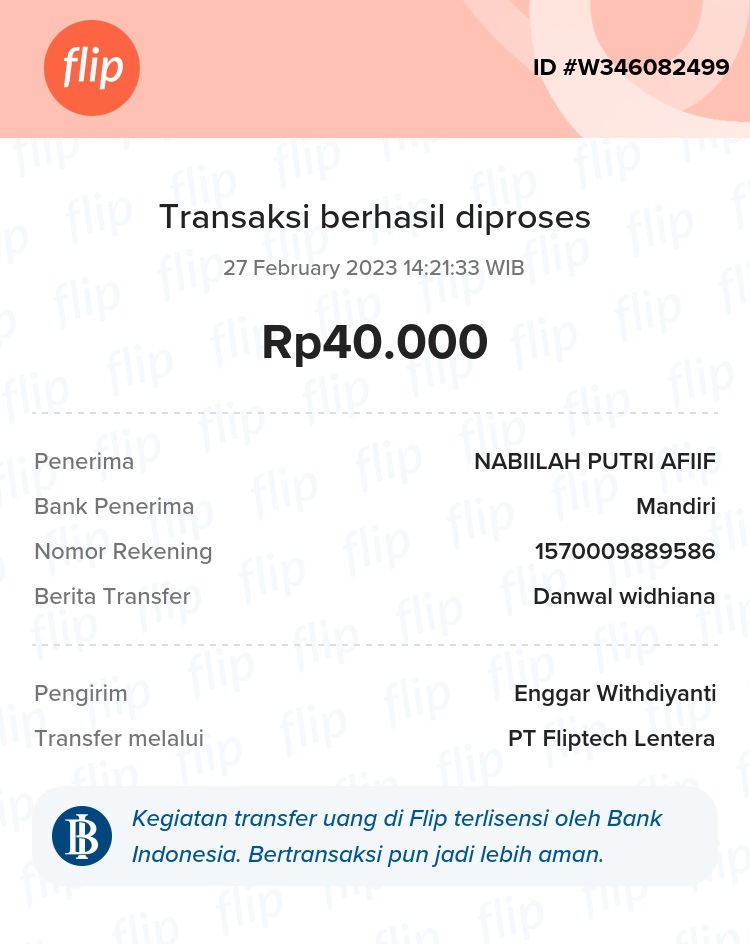 flip
ID #W346082499
Transaksi berhasil diproses
27 February 2023 14:21:33 WIB
Rp40.000
Penerima NABIILAH PUTRI AFIIF
Bank Penerima Mandiri
Nomor Rekening 1570009889586
Berita Transfer Danwal widhiana
Pengirim Enggar Withdiyanti
Transfer melalui PT Fliptech Lentera
Kegiatan transfer uang di Flip terlisensi oleh Bank
Indonesia. Bertransaksi pun jadi lebih aman.